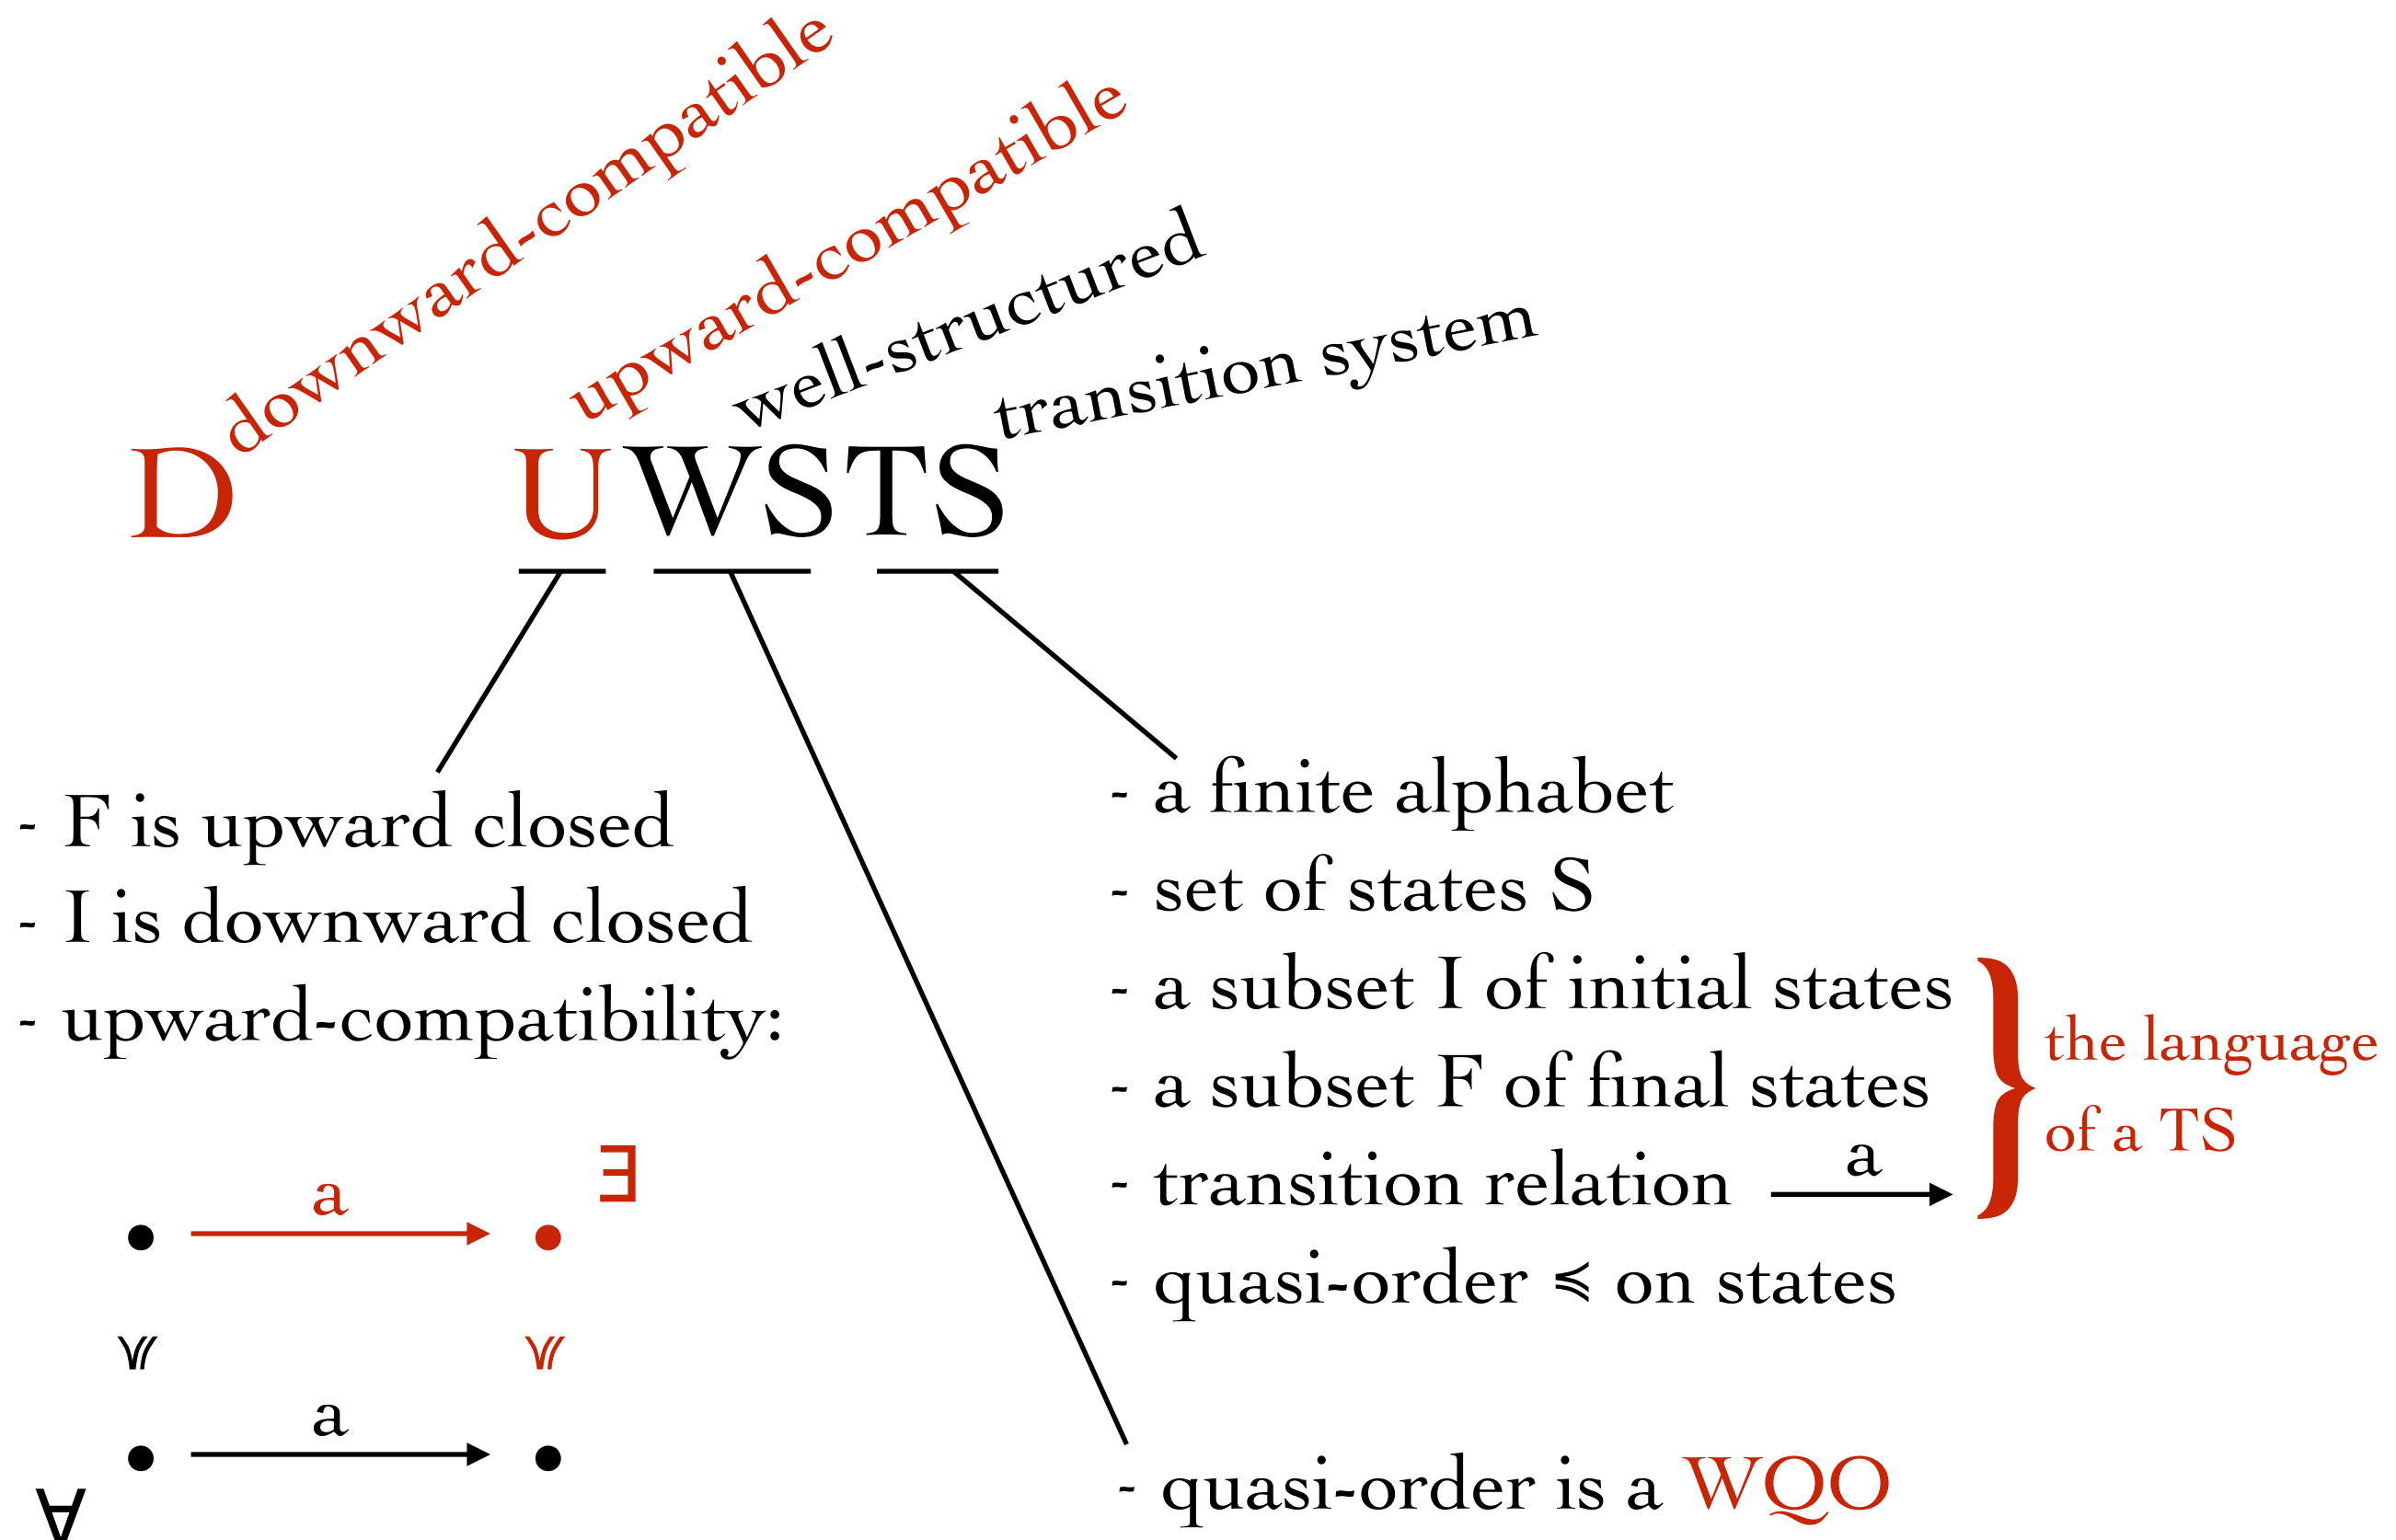 downward-compatible
upward-compatible
well-structured
transition system
D UWSTS
- F is upward closed
- I is downward closed
- upward-compatibility:
a ∃
≼ ≼
a
∀
- a finite alphabet
- set of states S
- a subset I of initial states
- a subset F of final states
- transition relation a
- quasi-order ≼ on states
the language
of a TS
- quasi-order is a WQO